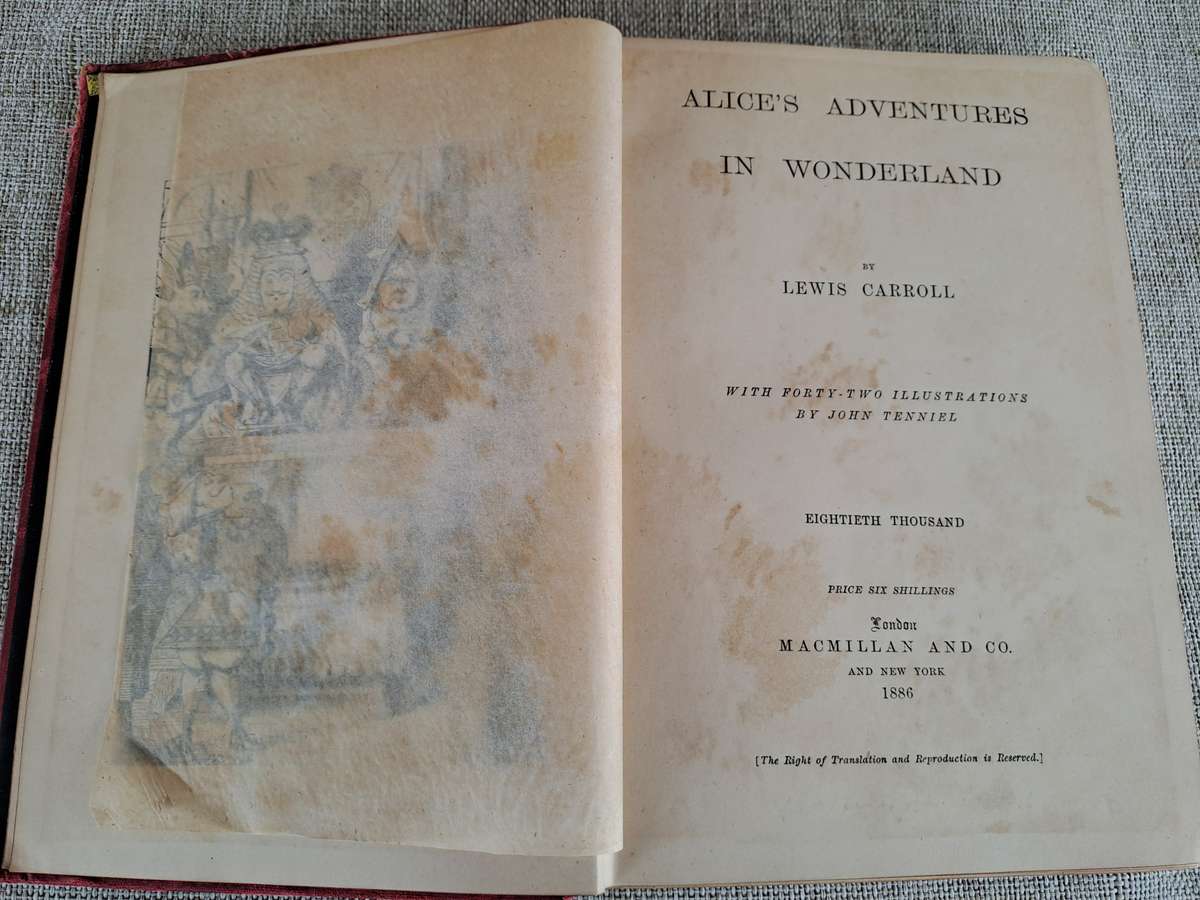 ALICE'S ADVENTURES
IN WONDERLAND
BY
LEWIS CARROLL
WITH FORTY-TWO ILLUSTRATIONS
BY JOHN TENNIEL
EIGHTIETH THOUSAND
PRICE SIX SHILLINGS
London
MACMILLAN AND CO.
AND NEW YORK
1886
[The Right of Translation and Reproduction is Reserved.]